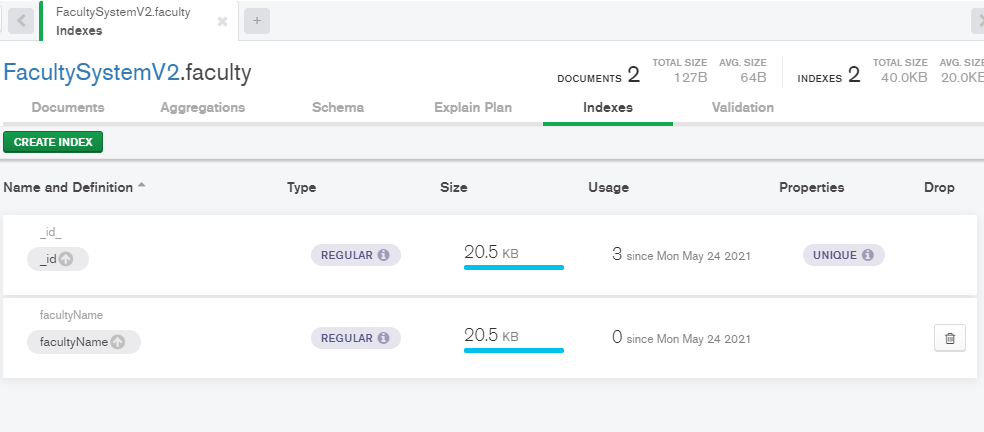 FacultySystemV2.faculty
Indexes
FacultySystemV2.faculty
DOCUMENTS 2 TOTAL SIZE 127B AVG. SIZE 64B INDEXES 2 TOTAL SIZE 40.0KB AVG. SIZE 20.0KB
Documents Aggregations Schema Explain Plan Indexes Validation
CREATE INDEX
Name and Definition Type Size Usage Properties Drop
_id_
_id REGULAR 20.5 KB 3 since Mon May 24 2021 UNIQUE
facultyName
facultyName REGULAR 20.5 KB 0 since Mon May 24 2021